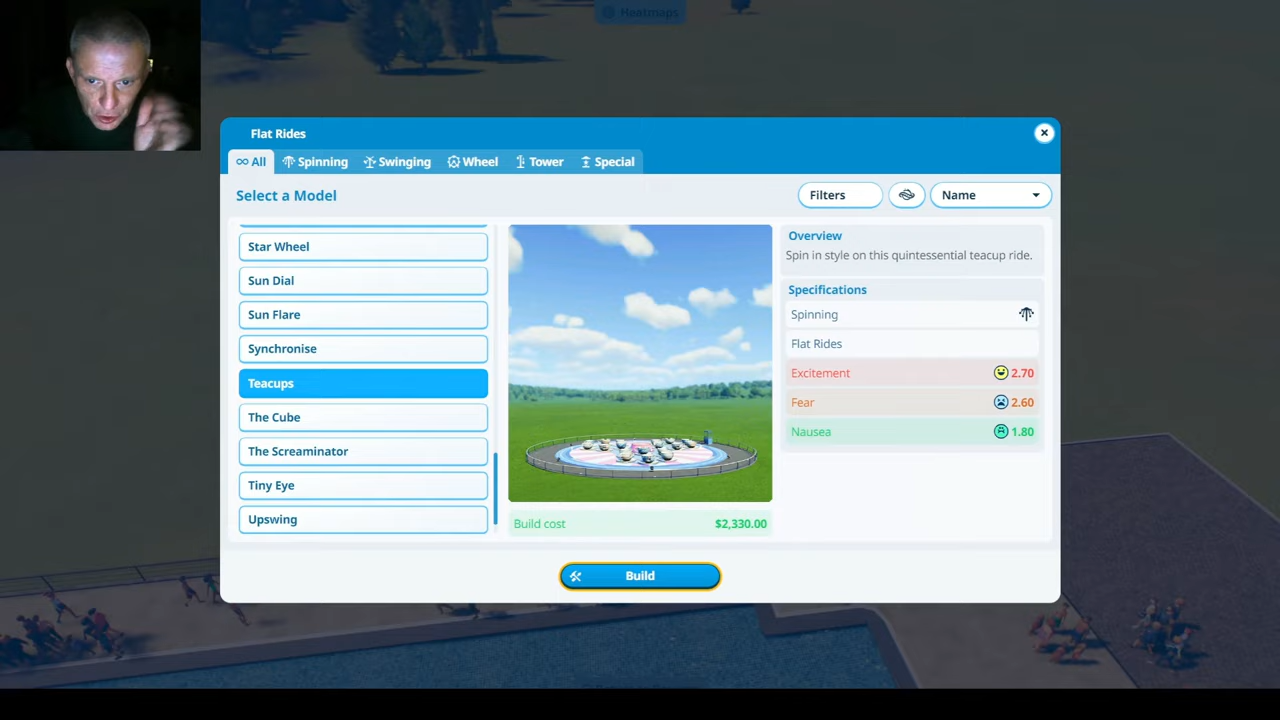 Heatmaps
Flat Rides
All
Spinning
Swinging
Wheel
Tower
Special
Select a Model
Filters
Name
Star Wheel
Sun Dial
Sun Flare
Synchronise
Teacups
The Cube
The Screaminator
Tiny Eye
Upswing
Build cost $2,330.00
Overview
Spin in style on this quintessential teacup ride.
Specifications
Spinning
Flat Rides
Excitement 2.70
Fear 2.60
Nausea 1.80
Build